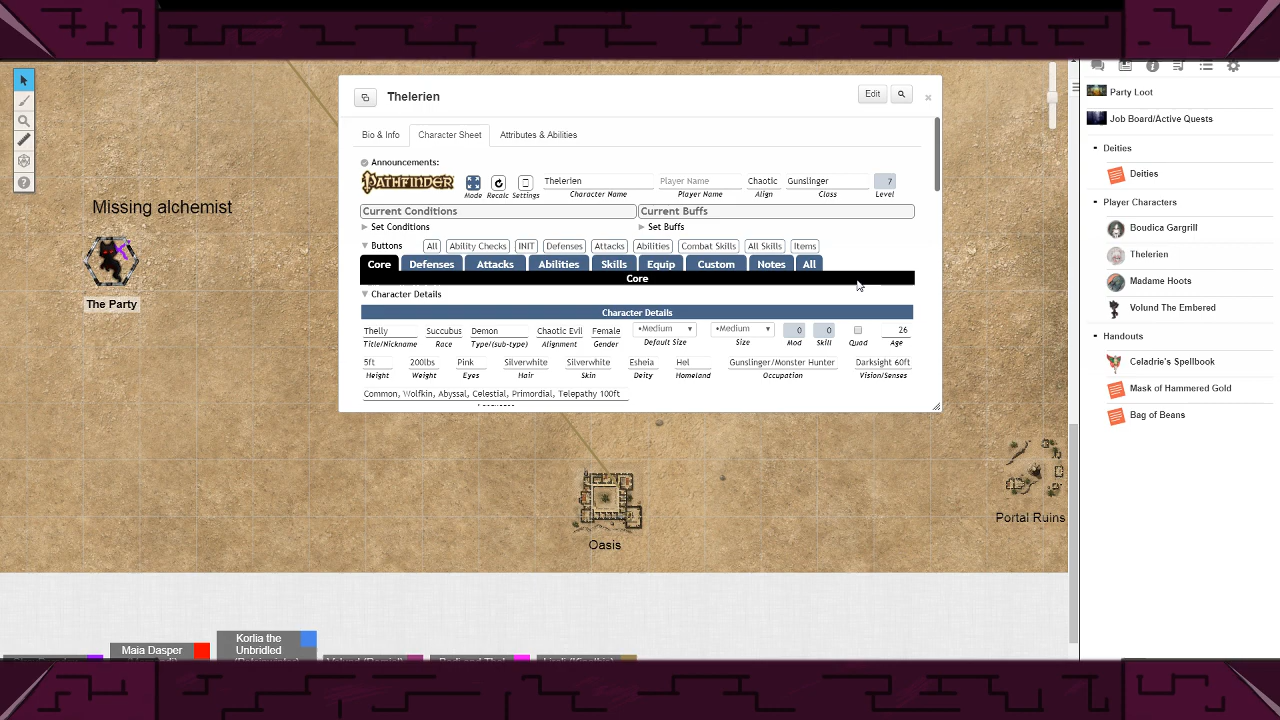 Thelerien
Edit
Bio & Info
Character Sheet
Attributes & Abilities
Announcements:
PATHFINDER
Mode
Recalc
Settings
Thelerien
Player Name
Chaotic
Gunslinger
7
Character Name
Player Name
Align
Class
Level
Current Conditions
Current Buffs
Set Conditions
Set Buffs
Buttons
All
Ability Checks
INIT
Defenses
Attacks
Abilities
Combat Skills
All Skills
Items
Core
Defenses
Attacks
Abilities
Skills
Equip
Custom
Notes
All
Core
Character Details
Character Details
Thelly
Succubus
Demon
Chaotic Evil
Female
•Medium
•Medium
0
0
26
Title/Nickname
Race
Type/(sub-type)
Alignment
Gender
Default Size
Size
Mod
Skill
Quad
Age
5ft
200lbs
Pink
Silverwhite
Silverwhite
Esheia
Hel
Gunslinger/Monster Hunter
Darksight 60ft
Height
Weight
Eyes
Hair
Skin
Deity
Homeland
Occupation
Vision/Senses
Common, Wolfkin, Abyssal, Celestial, Primordial, Telepathy 100ft
Missing alchemist
The Party
Oasis
Portal Ruins
Maia Dasper
Korlia the
Unbridled
Party Loot
Job Board/Active Quests
Deities
Deities
Player Characters
Boudica Gargrill
Thelerien
Madame Hoots
Volund The Embered
Handouts
Celadrie's Spellbook
Mask of Hammered Gold
Bag of Beans